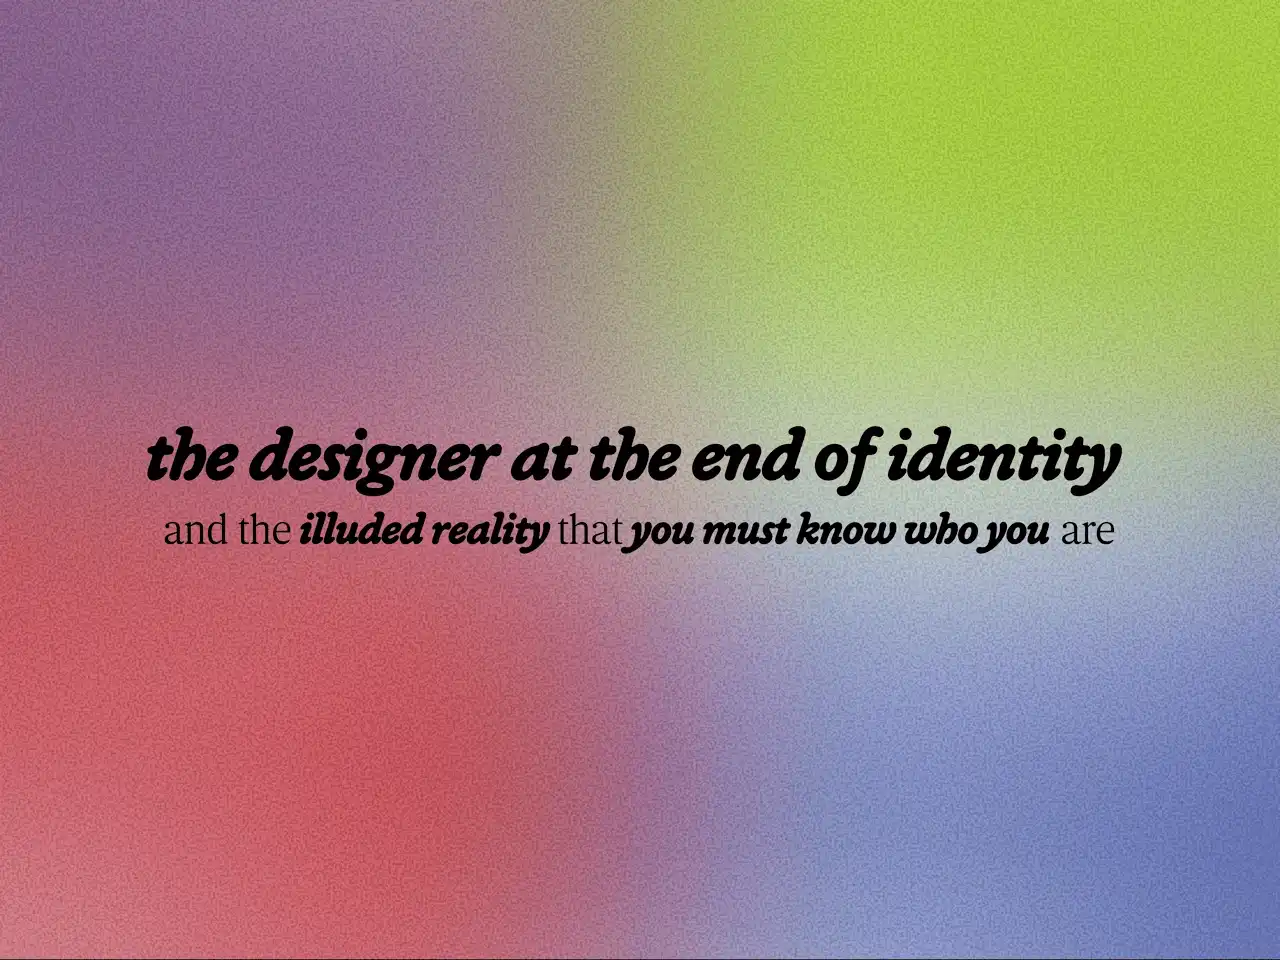 the designer at the end of identity
and the illuded reality that you must know who you are